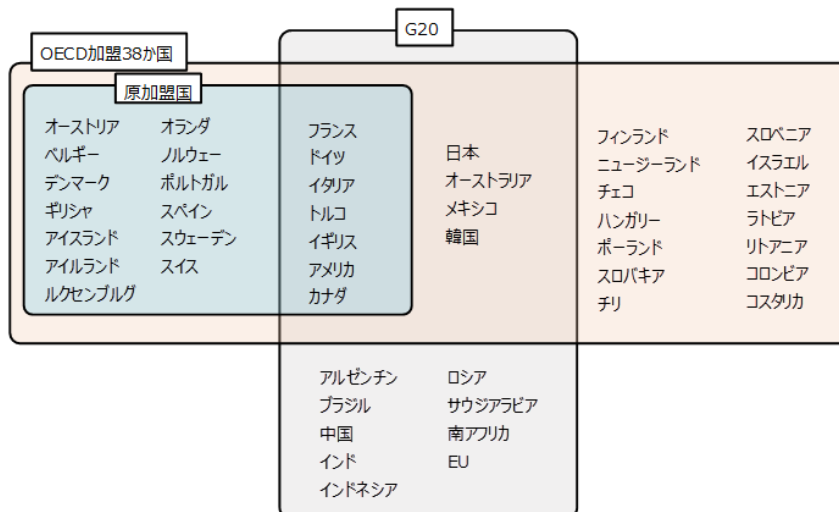 G20
OECD加盟38か国
原加盟国
オーストリア
ベルギー
デンマーク
ギリシャ
アイスランド
アイルランド
ルクセンブルグ
オランダ
ノルウェー
ポルトガル
スペイン
スウェーデン
スイス
フランス
ドイツ
イタリア
トルコ
イギリス
アメリカ
カナダ
日本
オーストラリア
メキシコ
韓国
フィンランド
ニュージーランド
チェコ
ハンガリー
ポーランド
スロバキア
チリ
スロベニア
イスラエル
エストニア
ラトビア
リトアニア
コロンビア
コスタリカ
アルゼンチン
ブラジル
中国
インド
インドネシア
ロシア
サウジアラビア
南アフリカ
EU